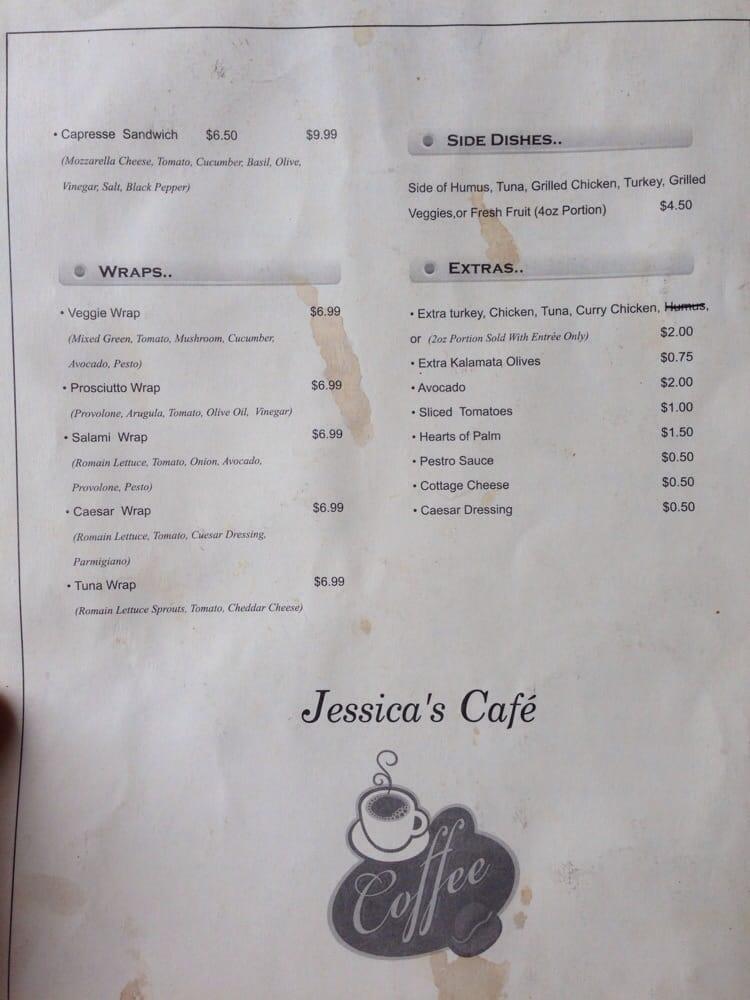 • Capresse Sandwich $6.50 $9.99
(Mozzarella Cheese, Tomato, Cucumber, Basil, Olive,
Vinegar, Salt, Black Pepper)
WRAPS..
• Veggie Wrap $6.99
(Mixed Green, Tomato, Mushroom, Cucumber,
Avocado, Pesto)
• Prosciutto Wrap $6.99
(Provolone, Arugula, Tomato, Olive Oil, Vinegar)
• Salami Wrap $6.99
(Romain Lettuce, Tomato, Onion, Avocado,
Provolone, Pesto)
• Caesar Wrap $6.99
(Romain Lettuce, Tomato, Cuesar Dressing,
Parmigiano)
• Tuna Wrap $6.99
(Romain Lettuce Sprouts, Tomato, Cheddar Cheese)
SIDE DISHES..
Side of Humus, Tuna, Grilled Chicken, Turkey, Grilled
Veggies,or Fresh Fruit (4oz Portion) $4.50
EXTRAS..
• Extra turkey, Chicken, Tuna, Curry Chicken, Humus,
or (2oz Portion Sold With Entrée Only) $2.00
• Extra Kalamata Olives $0.75
• Avocado $2.00
• Sliced Tomatoes $1.00
• Hearts of Palm $1.50
• Pestro Sauce $0.50
• Cottage Cheese $0.50
• Caesar Dressing $0.50
Jessica's Café
Coffee